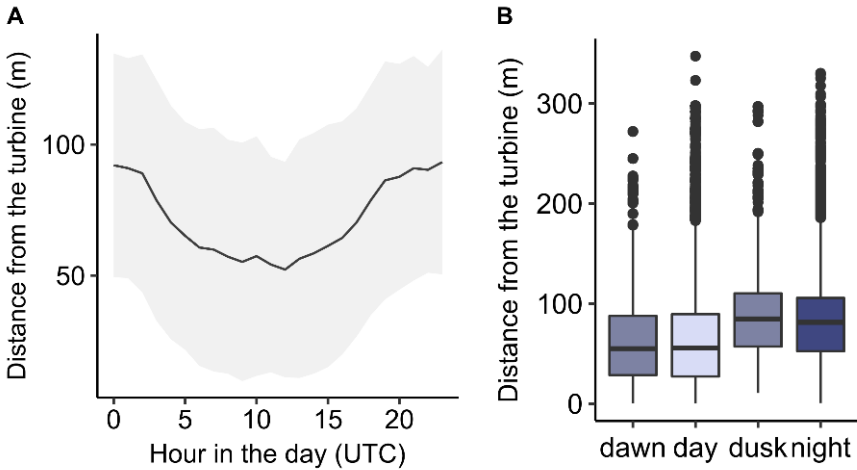 A
Distance from the turbine (m)
100
50
0 5 10 15 20
Hour in the day (UTC)
B
Distance from the turbine (m)
300
200
100
0
dawn day dusk night